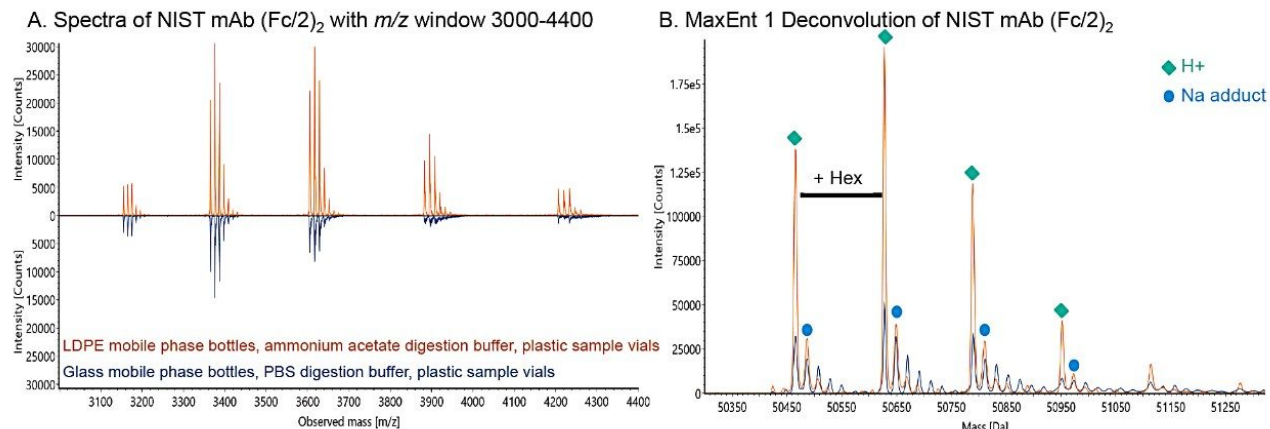 A. Spectra of NIST mAb (Fc/2)2 with m/z window 3000-4400
30000
25000
20000
15000
10000
5000
0
5000
10000
15000
20000
25000
30000
Intensity [Counts]
Intensity [Counts]
LDPE mobile phase bottles, ammonium acetate digestion buffer, plastic sample vials
Glass mobile phase bottles, PBS digestion buffer, plastic sample vials
3100 3200 3300 3400 3500 3600 3700 3800 3900 4000 4100 4200 4300 4400
Observed mass [m/z]
B. MaxEnt 1 Deconvolution of NIST mAb (Fc/2)2
H+
Na adduct
+ Hex
1.75e5
1.5e5
1.25e5
100000
75000
50000
25000
0
Intensity [Counts]
50350 50450 50550 50650 50750 50850 50950 51050 51150 51250
Mass [Da]